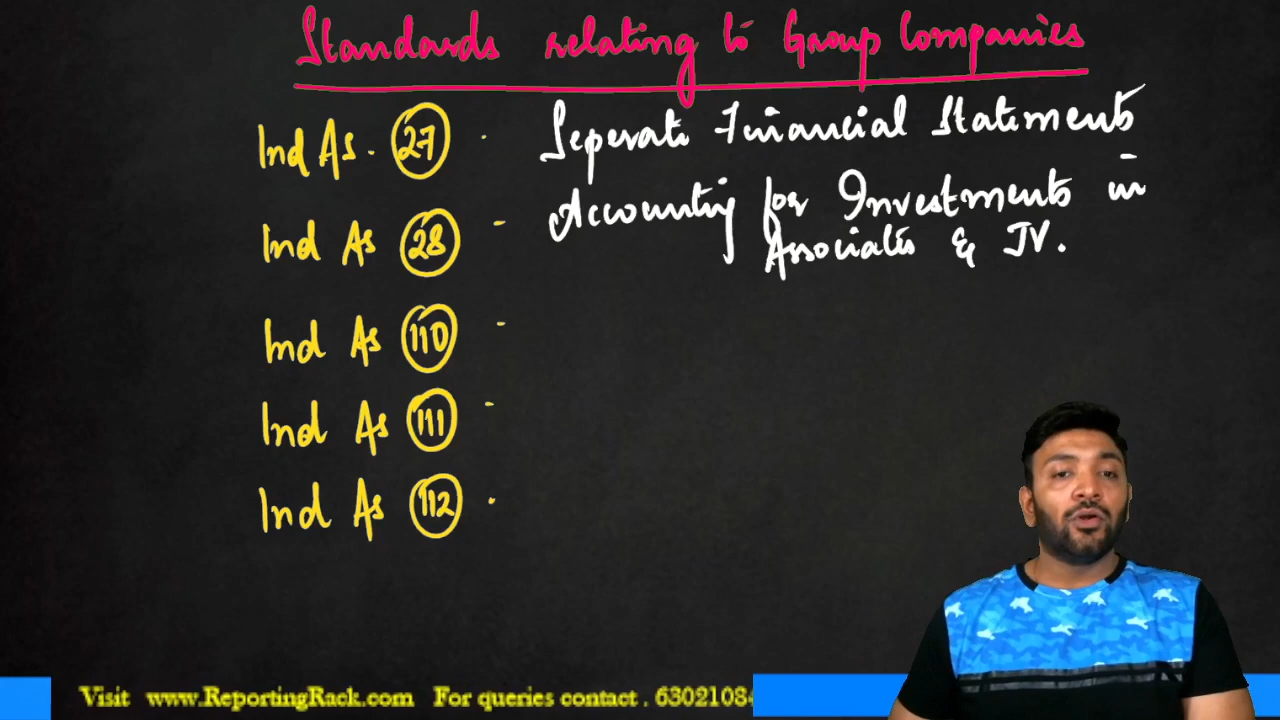 Standards relating to Group Companies
Ind As. 27 - Seperate Financial Statements
Ind As 28 - Accounting for Investments in
Associates & JV.
Ind As 110 -
Ind As 111 -
Ind As 112 -
Visit www.ReportingRack.com For queries contact . 6302108